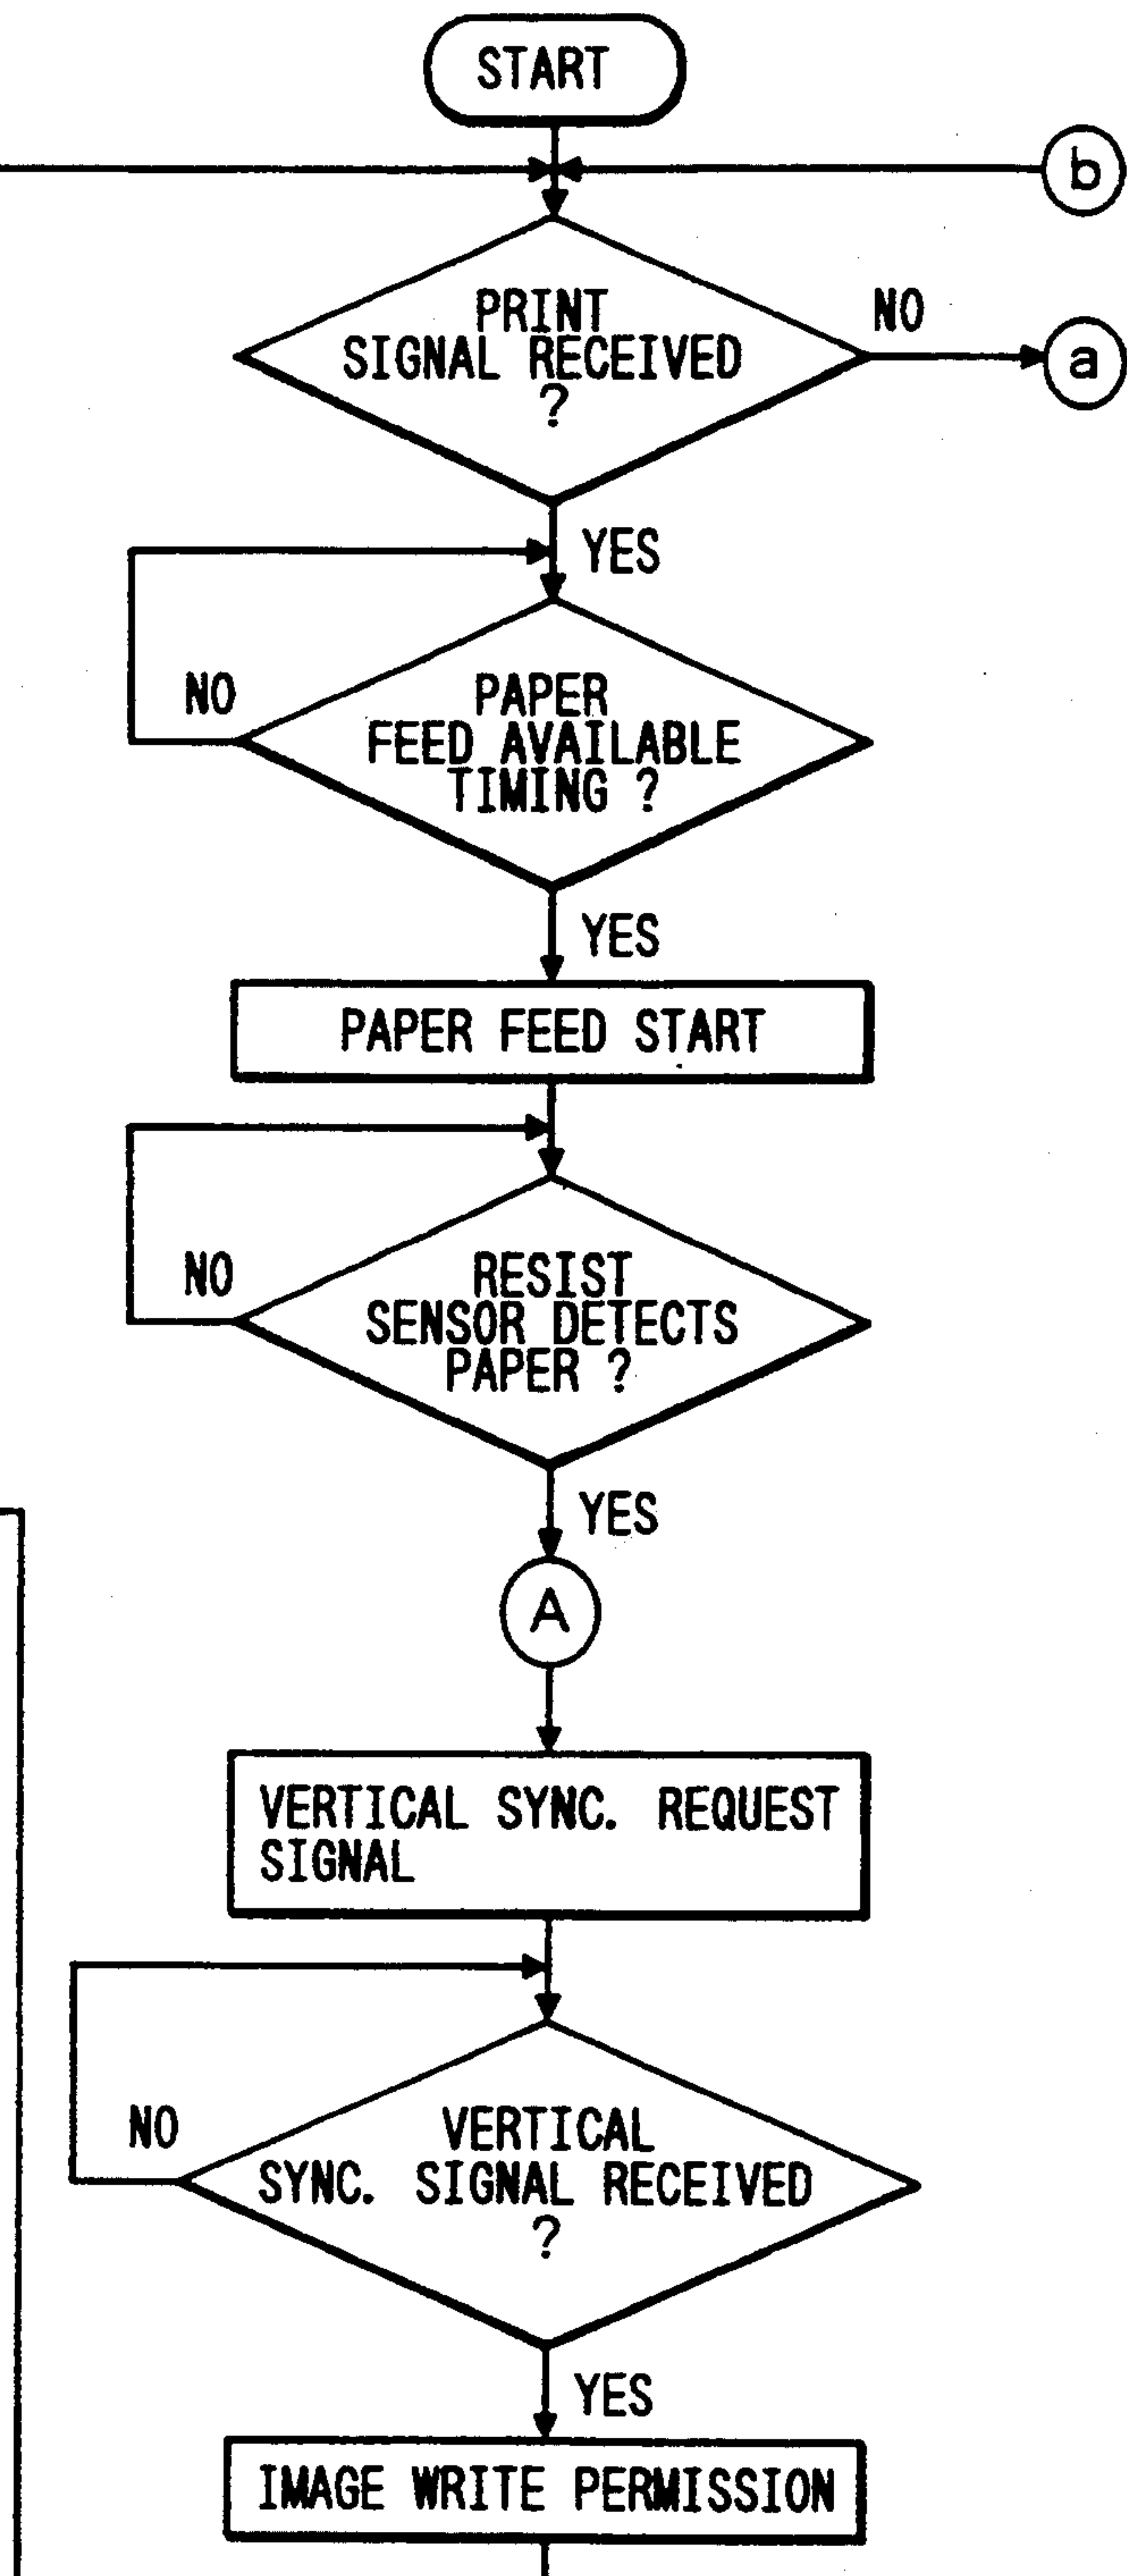 START
b
PRINT
SIGNAL RECEIVED
?
NO
a
YES
NO
PAPER
FEED AVAILABLE
TIMING ?
YES
PAPER FEED START
NO
RESIST
SENSOR DETECTS
PAPER ?
YES
A
VERTICAL SYNC. REQUEST
SIGNAL
NO
VERTICAL
SYNC. SIGNAL RECEIVED
?
YES
IMAGE WRITE PERMISSION